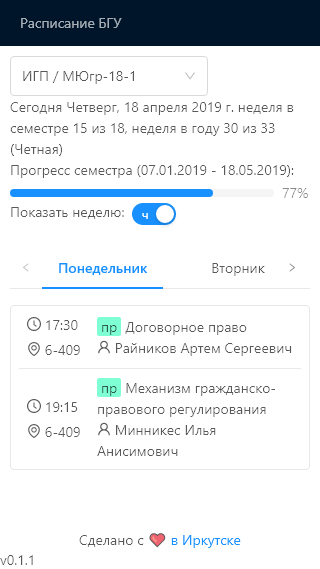 Расписание БГУ
ИГП / МЮгр-18-1
Сегодня Четверг, 18 апреля 2019 г. неделя в
семестре 15 из 18, неделя в году 30 из 33
(Четная)
Прогресс семестра (07.01.2019 - 18.05.2019):
77%
Показать неделю: ч
Понедельник Вторник
17:30 пр Договорное право
6-409 Райников Артем Сергеевич
пр Механизм гражданско-
19:15 правового регулирования
6-409 Минникес Илья
Анисимович
Сделано с ❤️ в Иркутске
v0.1.1